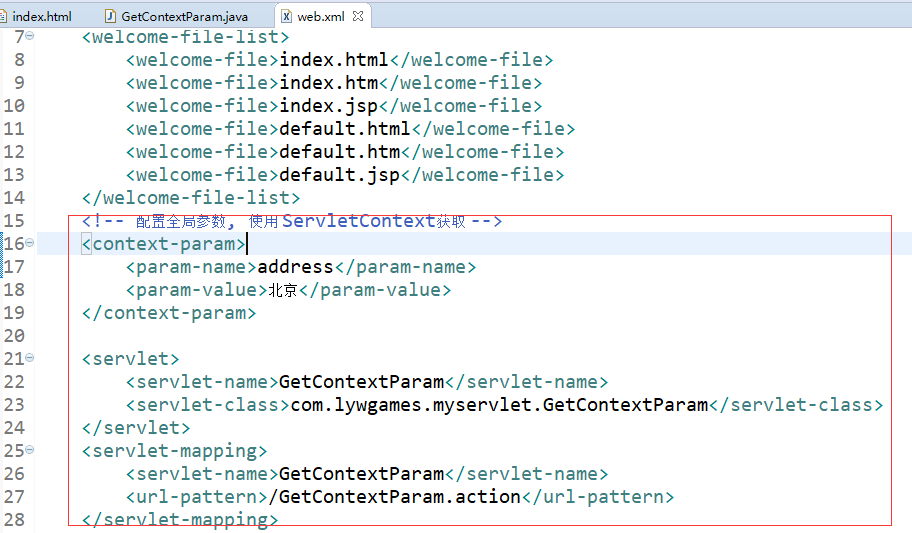 index.html GetContextParam.java web.xml
7 <welcome-file-list>
8 <welcome-file>index.html</welcome-file>
9 <welcome-file>index.htm</welcome-file>
10 <welcome-file>index.jsp</welcome-file>
11 <welcome-file>default.html</welcome-file>
12 <welcome-file>default.htm</welcome-file>
13 <welcome-file>default.jsp</welcome-file>
14 </welcome-file-list>
15 <!-- 配置全局参数, 使用ServletContext获取 -->
16 <context-param>
17 <param-name>address</param-name>
18 <param-value>北京</param-value>
19 </context-param>
20
21 <servlet>
22 <servlet-name>GetContextParam</servlet-name>
23 <servlet-class>com.lywgames.myservlet.GetContextParam</servlet-class>
24 </servlet>
25 <servlet-mapping>
26 <servlet-name>GetContextParam</servlet-name>
27 <url-pattern>/GetContextParam.action</url-pattern>
28 </servlet-mapping>